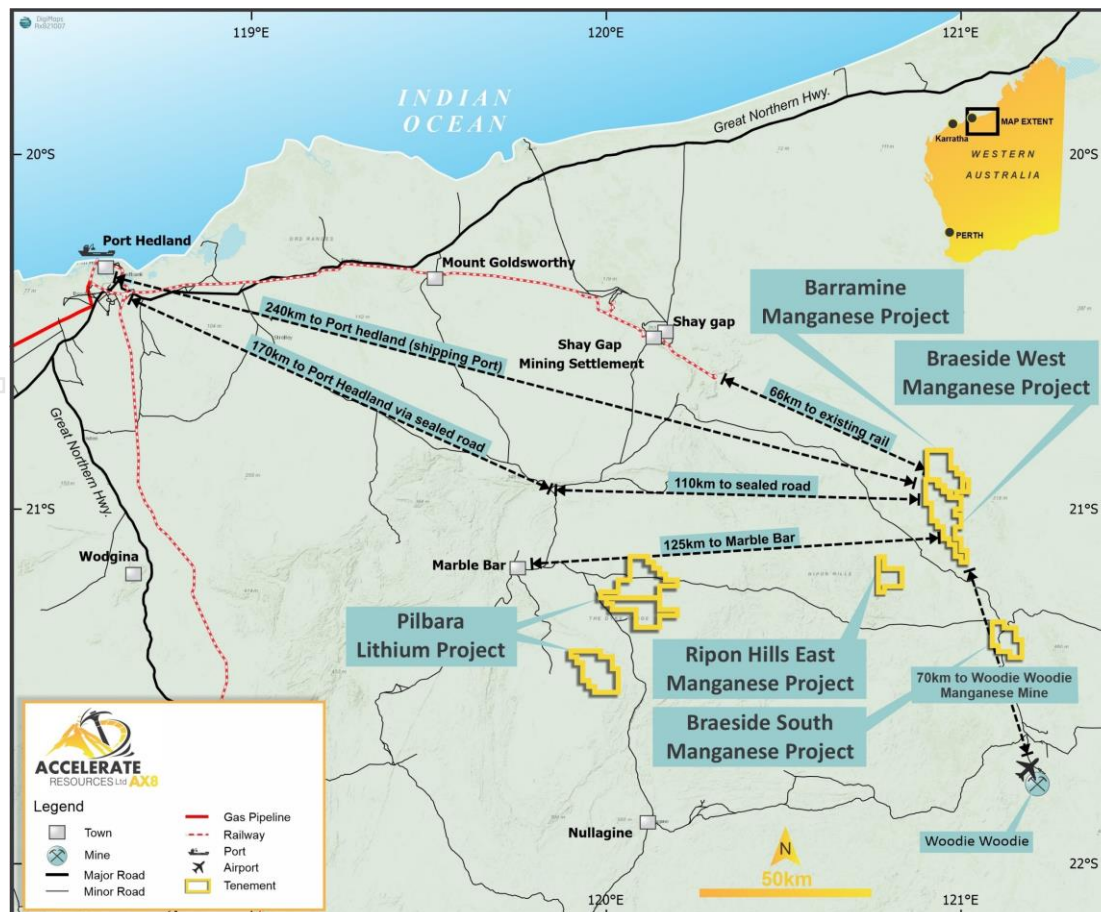 DigiMaps
119°E
120°E
121°E
INDIAN
OCEAN
Great Northern Hwy.
20°S
20°S
Karratha
MAP EXTENT
WESTERN
AUSTRALIA
PERTH
Port Hedland
Mount Goldsworthy
Barramine
Manganese Project
240km to Port hedland (shipping Port)
Shay gap
Shay Gap
Mining Settlement
Braeside West
Manganese Project
170km to Port Headland via sealed road
66km to existing rail
Great Northern Hwy.
110km to sealed road
21°S
21°S
125km to Marble Bar
Wodgina
Marble Bar
RIPON HILLS
Pilbara
Lithium Project
Ripon Hills East
Manganese Project
70km to Woodie Woodie
Manganese Mine
Braeside South
Manganese Project
ACCELERATE
RESOURCES Ltd AX8
Legend
Town
Mine
Major Road
Minor Road
Gas Pipeline
Railway
Port
Airport
Tenement
Nullagine
Woodie Woodie
N
50km
22°S
120°E
121°E